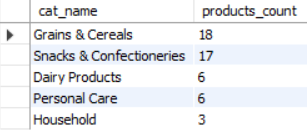 cat_name products_count
Grains & Cereals 18
Snacks & Confectioneries 17
Dairy Products 6
Personal Care 6
Household 3